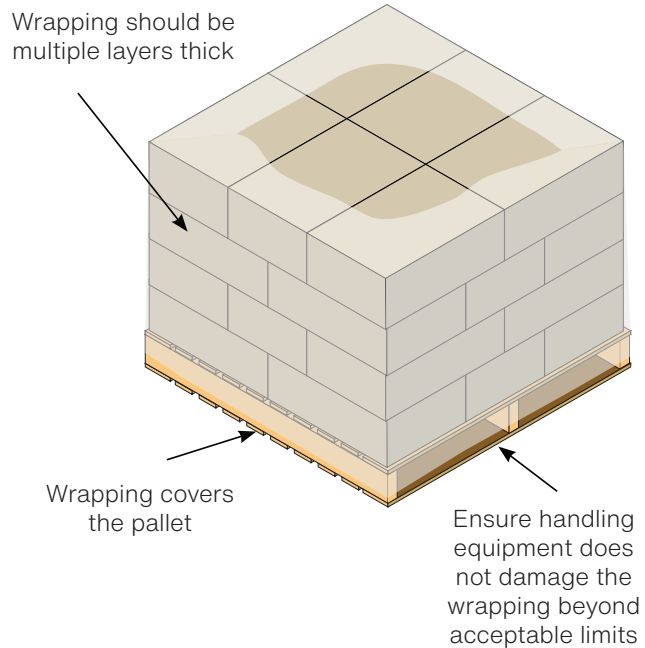 Wrapping should be
multiple layers thick
Wrapping covers
the pallet
Ensure handling
equipment does
not damage the
wrapping beyond
acceptable limits